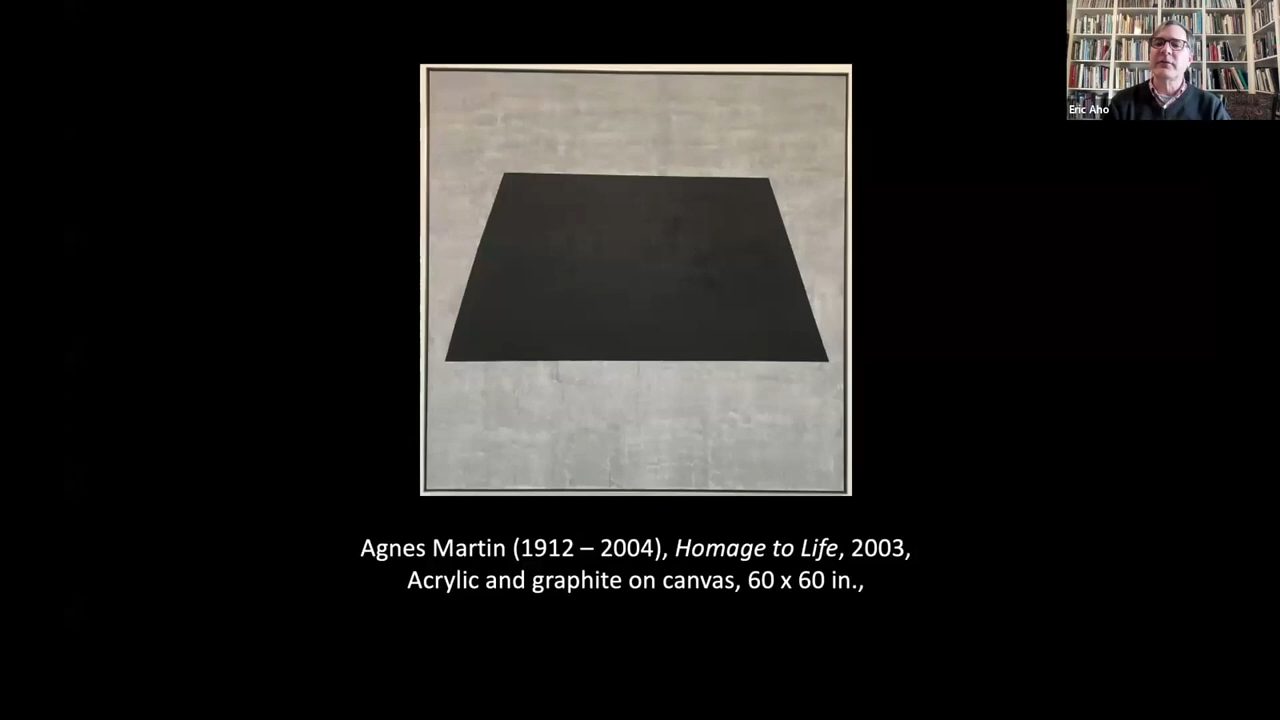 Eric Aho
Agnes Martin (1912 – 2004), Homage to Life, 2003,
Acrylic and graphite on canvas, 60 x 60 in.,